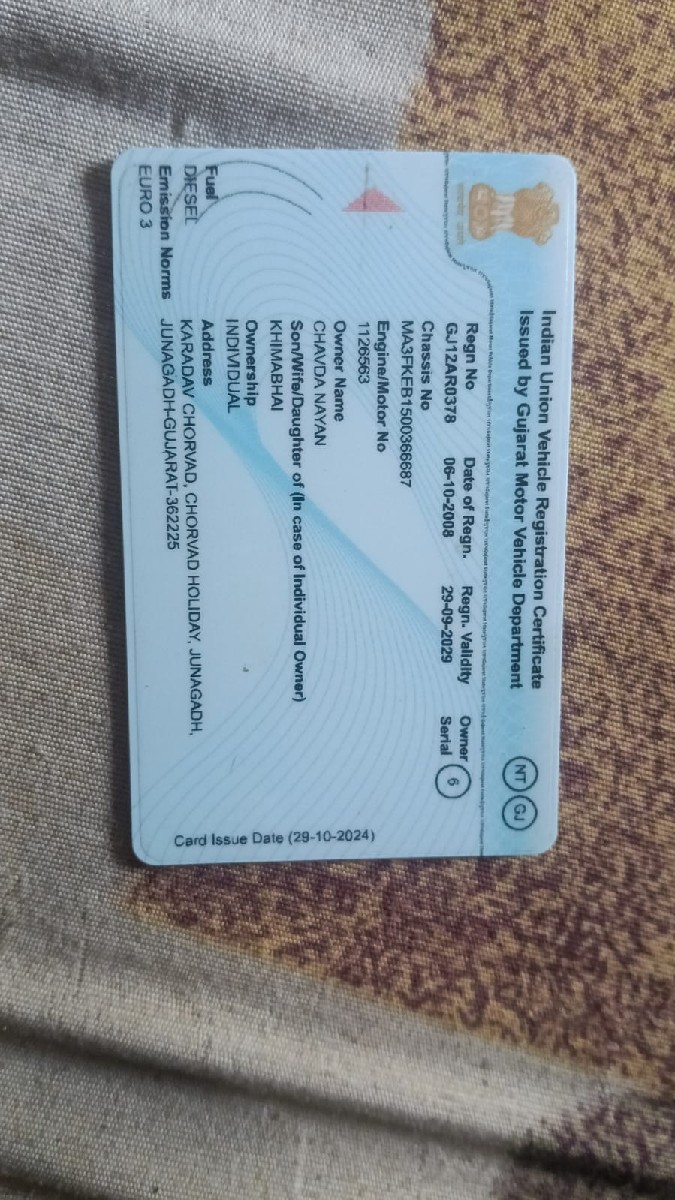 Indian Union Vehicle Registration Certificate
Issued by Gujarat Motor Vehicle Department
NT GJ
Regn No Date of Regn. Regn. Validity Owner Serial
GJ12AR0378 06-10-2008 29-09-2029 6
Chassis No
MA3FKEB1S00366687
Engine/Motor No
1126563
Owner Name
CHAVDA NAYAN
Son/Wife/Daughter of (In case of Individual Owner)
KHIMABHAI
Ownership
INDIVIDUAL
Fuel
DIESEL
Emission Norms
EURO 3
Address
KARADAV CHORVAD, CHORVAD HOLIDAY, JUNAGADH,
JUNAGADH-GUJARAT-362225
Card Issue Date (29-10-2024)